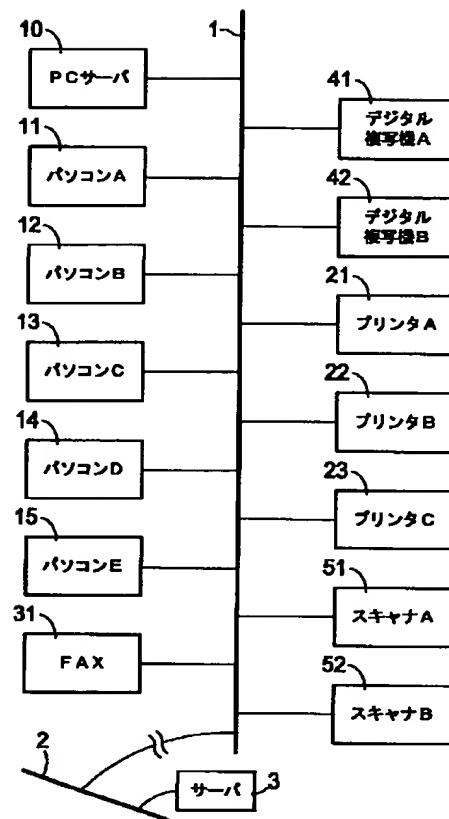 10
1
PCサーバ
11
パソコンA
12
パソコンB
13
パソコンC
14
パソコンD
15
パソコンE
31
FAX
41
デジタル
複写機A
42
デジタル
複写機B
21
プリンタA
22
プリンタB
23
プリンタC
51
スキャナA
52
スキャナB
2
サーバ
3